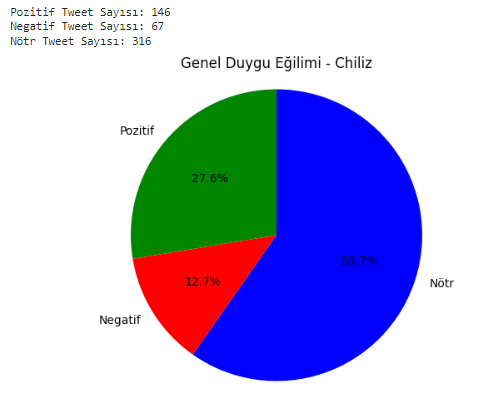 Pozitif Tweet Sayısı: 146
Negatif Tweet Sayısı: 67
Nötr Tweet Sayısı: 316
Genel Duygu Eğilimi - Chiliz
Pozitif
27.6%
59.7%
12.7%
Nötr
Negatif